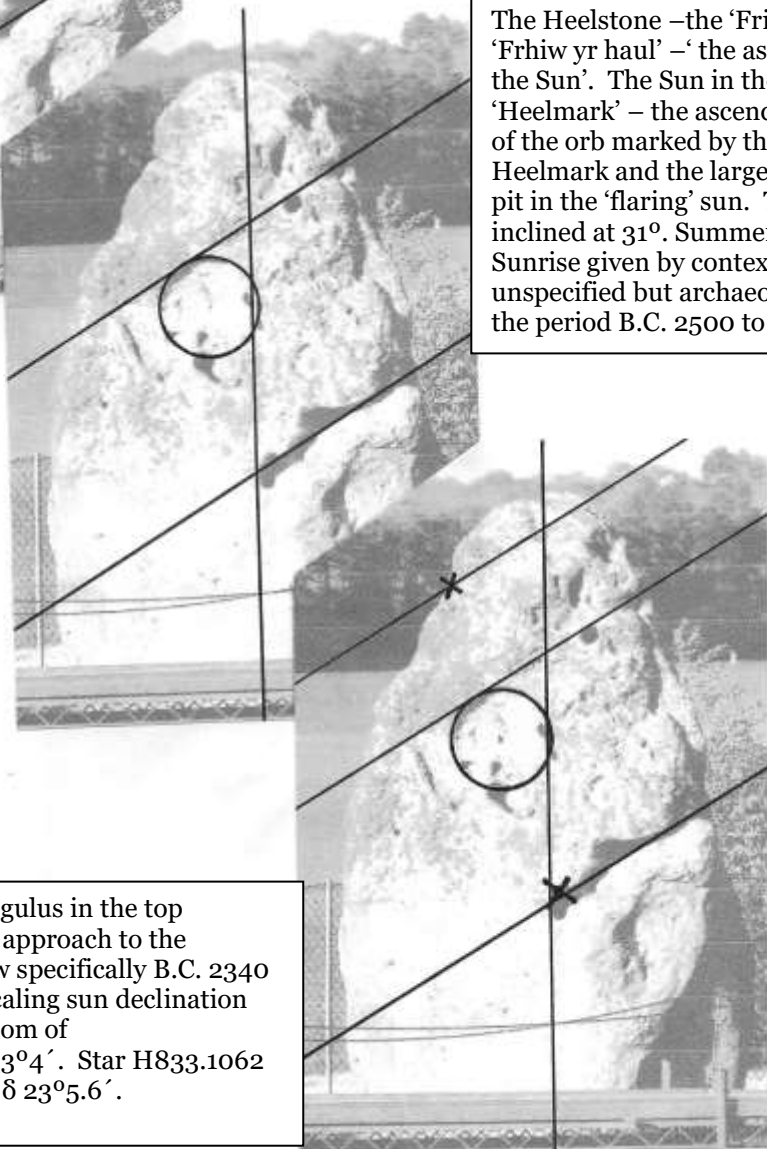 The Heelstone –the ‘Fri
‘Frhiw yr haul’ –‘ the as
the Sun’. The Sun in the
‘Heelmark’ – the ascend
of the orb marked by th
Heelmark and the large
pit in the ‘flaring’ sun. T
inclined at 31º. Summer
Sunrise given by contex
unspecified but archaeo
the period B.C. 2500 to
gulus in the top
approach to the
w specifically B.C. 2340
caling sun declination
om of
3º4´. Star H833.1062
δ 23º5.6´.